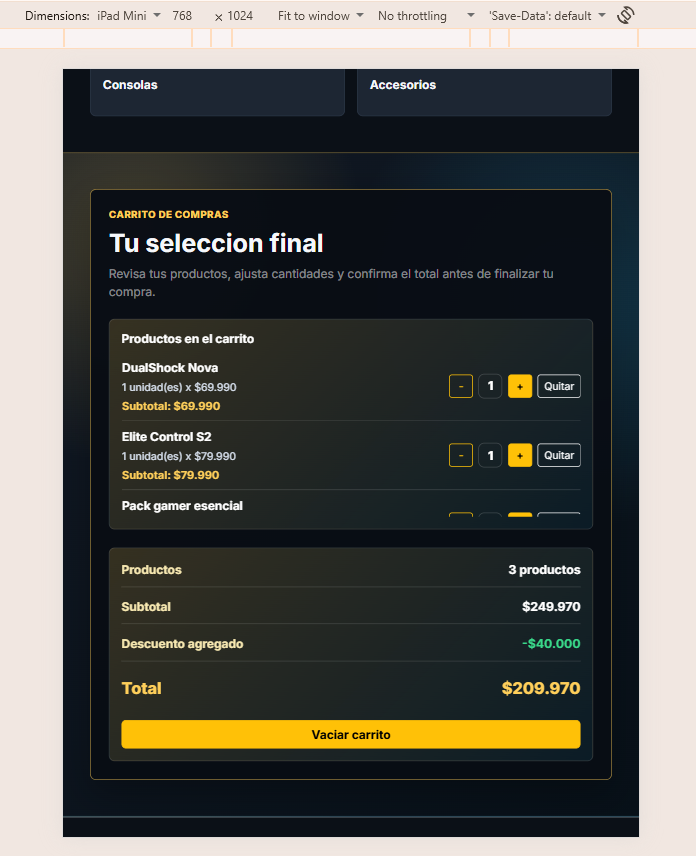 Dimensions: iPad Mini 768 × 1024 Fit to window No throttling 'Save-Data': default
Consolas Accesorios
CARRITO DE COMPRAS
Tu seleccion final
Revisa tus productos, ajusta cantidades y confirma el total antes de finalizar tu
compra.
Productos en el carrito
DualShock Nova
1 unidad(es) x $69.990
Subtotal: $69.990
- 1 + Quitar
Elite Control S2
1 unidad(es) x $79.990
Subtotal: $79.990
- 1 + Quitar
Pack gamer esencial
Productos 3 productos
Subtotal $249.970
Descuento agregado -$40.000
Total $209.970
Vaciar carrito